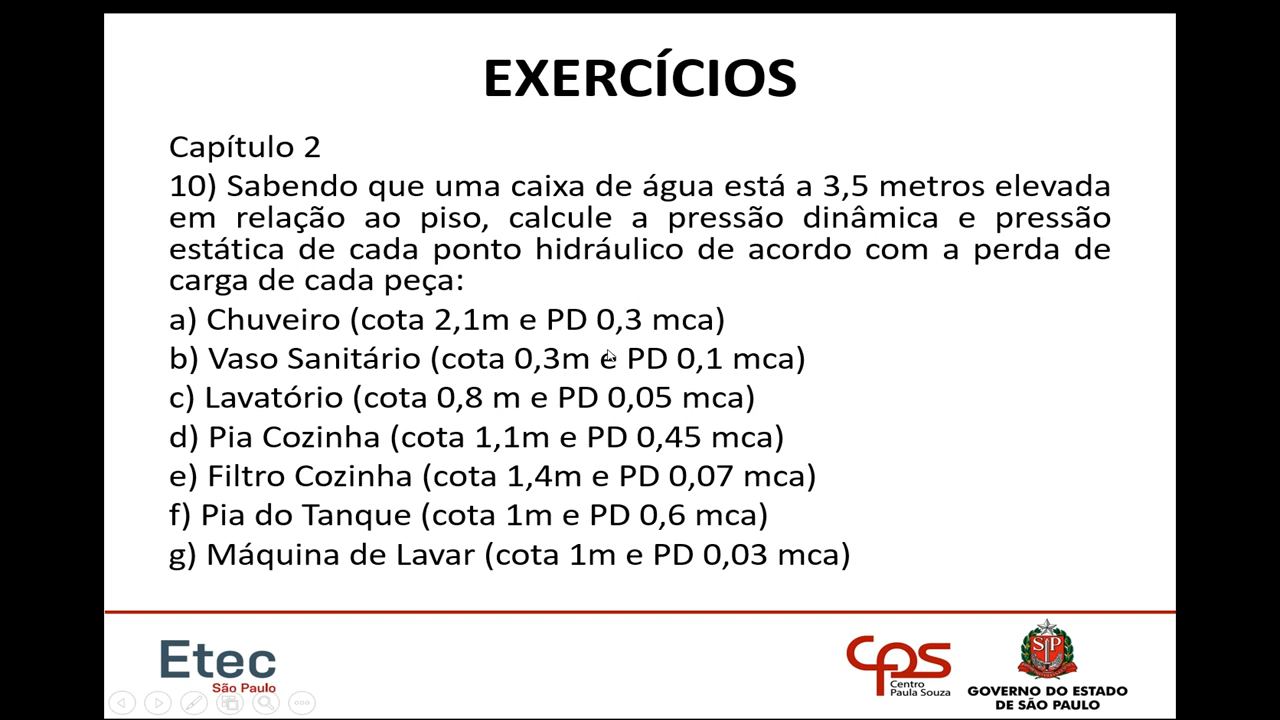 EXERCÍCIOS
Capítulo 2
10) Sabendo que uma caixa de água está a 3,5 metros elevada
em relação ao piso, calcule a pressão dinâmica e pressão
estática de cada ponto hidráulico de acordo com a perda de
carga de cada peça:
a) Chuveiro (cota 2,1m e PD 0,3 mca)
b) Vaso Sanitário (cota 0,3m e PD 0,1 mca)
c) Lavatório (cota 0,8 m e PD 0,05 mca)
d) Pia Cozinha (cota 1,1m e PD 0,45 mca)
e) Filtro Cozinha (cota 1,4m e PD 0,07 mca)
f) Pia do Tanque (cota 1m e PD 0,6 mca)
g) Máquina de Lavar (cota 1m e PD 0,03 mca)
Etec
São Paulo
CPS
Centro
Paula Souza
SP
GOVERNO DO ESTADO
DE SÃO PAULO